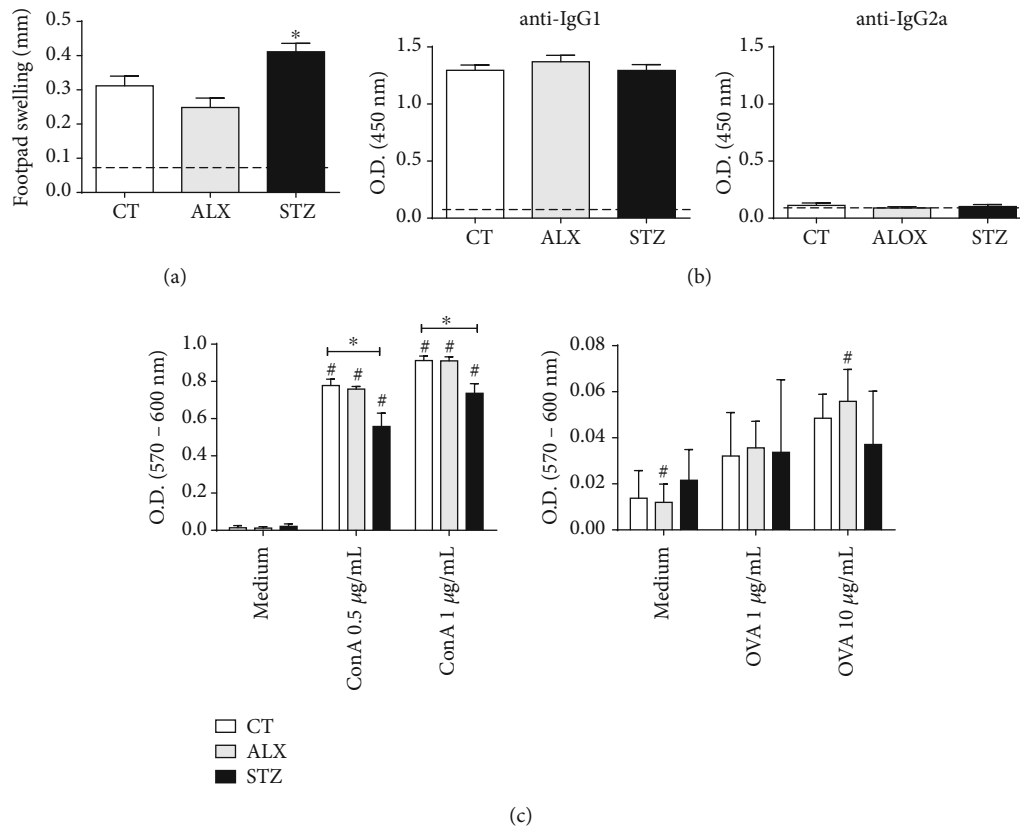 Footpad swelling (mm)
0.5
0.4
0.3
0.2
0.1
0.0
*
CT
ALX
STZ
(a)
anti-IgG1
O.D. (450 nm)
1.5
1.0
0.5
0.0
CT
ALX
STZ
anti-IgG2a
O.D. (450 nm)
1.5
1.0
0.5
0.0
CT
ALOX
STZ
(b)
O.D. (570 – 600 nm)
1.0
0.8
0.6
0.4
0.2
0.0
*
# # #
*
# # #
Medium
ConA 0.5 µg/mL
ConA 1 µg/mL
O.D. (570 – 600 nm)
0.08
0.06
0.04
0.02
0.00
#
#
Medium
OVA 1 µg/mL
OVA 10 µg/mL
CT
ALX
STZ
(c)